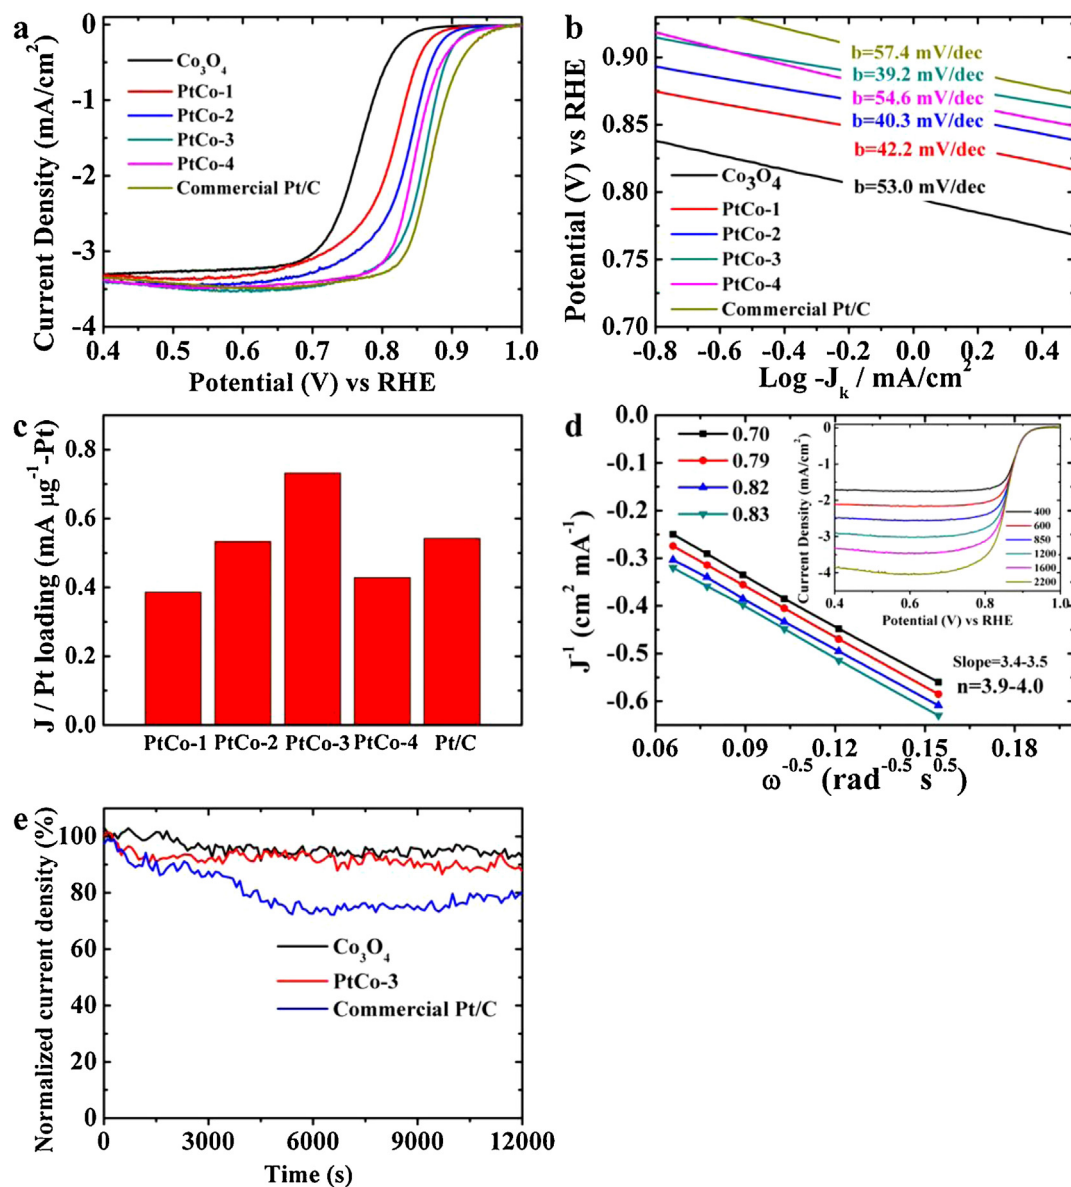 a
0
-1
-2
-3
-4
Current Density (mA/cm²)
Co₃O₄
PtCo-1
PtCo-2
PtCo-3
PtCo-4
Commercial Pt/C
0.4 0.5 0.6 0.7 0.8 0.9 1.0
Potential (V) vs RHE
b
0.90
0.85
0.80
0.75
0.70
Potential (V) vs RHE
b=57.4 mV/dec
b=39.2 mV/dec
b=54.6 mV/dec
b=40.3 mV/dec
b=42.2 mV/dec
b=53.0 mV/dec
Co₃O₄
PtCo-1
PtCo-2
PtCo-3
PtCo-4
Commercial Pt/C
-0.8 -0.6 -0.4 -0.2 0.0 0.2 0.4
Log -Jₖ / mA/cm²
c
0.8
0.6
0.4
0.2
0.0
J / Pt loading (mA μg⁻¹-Pt)
PtCo-1 PtCo-2 PtCo-3 PtCo-4 Pt/C
d
0.0
-0.1
-0.2
-0.3
-0.4
-0.5
-0.6
J⁻¹ (cm² mA⁻¹)
0.70
0.79
0.82
0.83
0
-1
-2
-3
-4
Current Density (mA/cm²)
400
600
850
1200
1600
2200
0.4 0.6 0.8 1.0
Potential (V) vs RHE
Slope=3.4-3.5
n=3.9-4.0
0.06 0.09 0.12 0.15 0.18
ω⁻⁰·⁵ (rad⁻⁰·⁵ s⁰·⁵)
e
100
80
60
40
20
0
Normalized current density (%)
Co₃O₄
PtCo-3
Commercial Pt/C
0 3000 6000 9000 12000
Time (s)